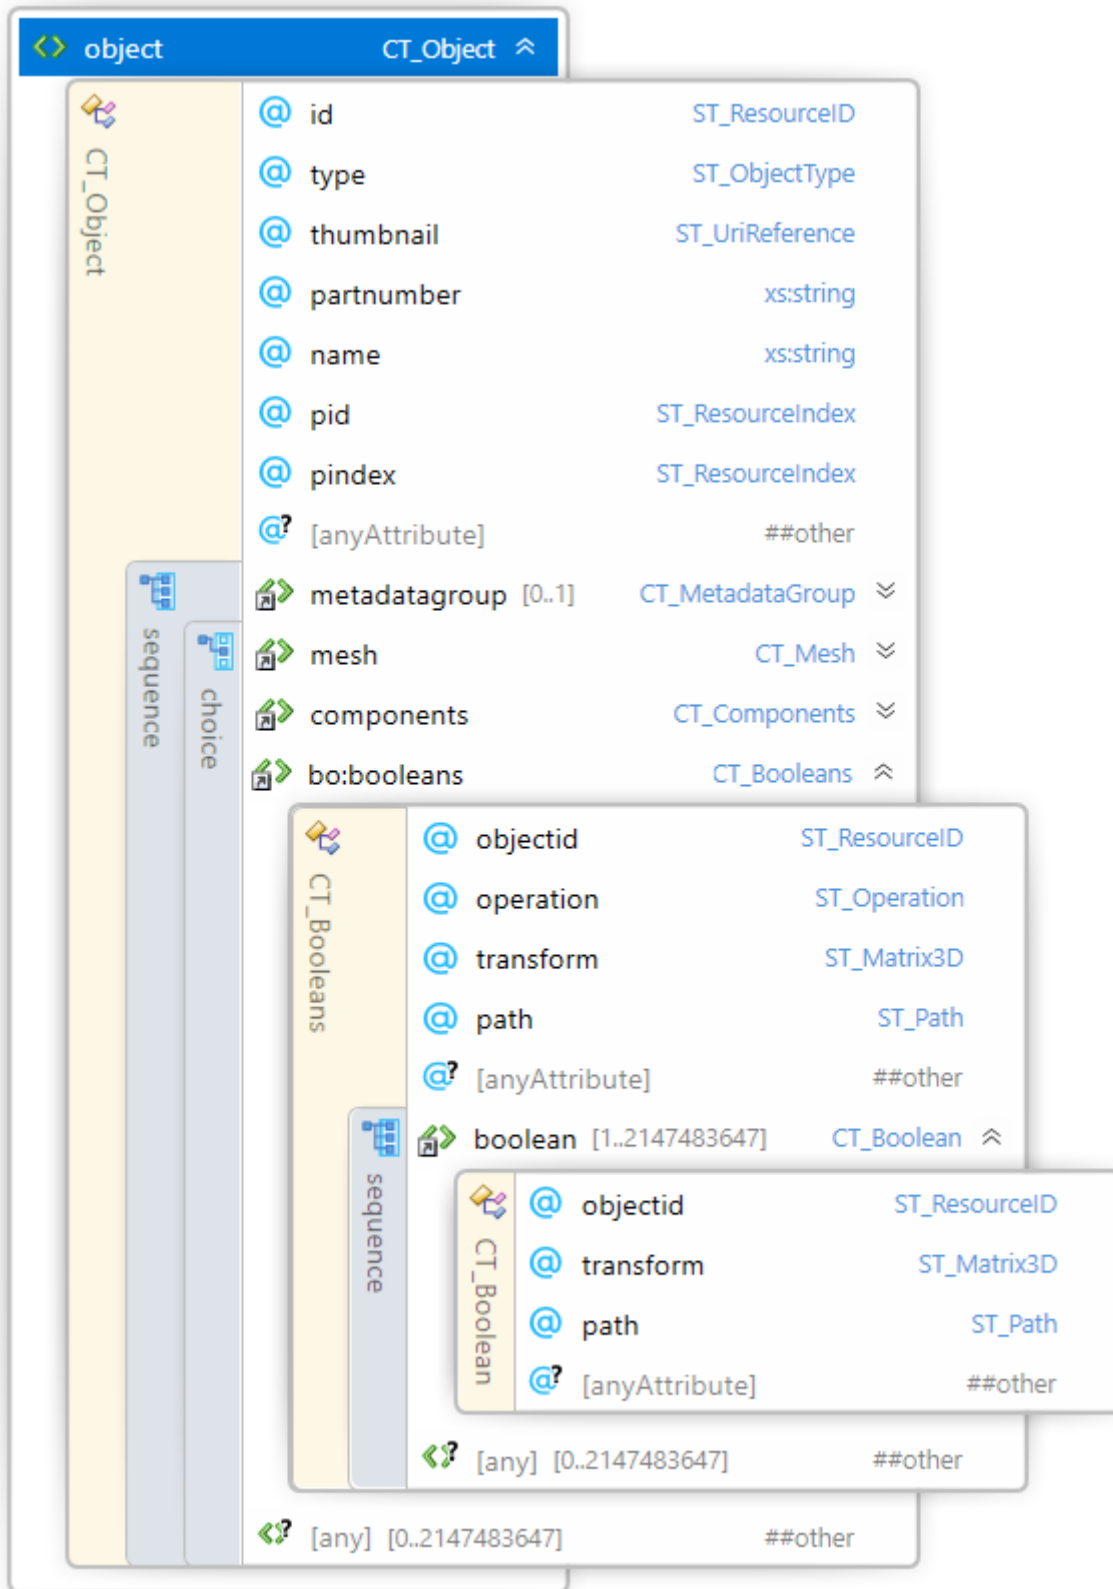 object CT_Object
CT_Object
@ id ST_ResourceID
@ type ST_ObjectType
@ thumbnail ST_UriReference
@ partnumber xs:string
@ name xs:string
@ pid ST_ResourceIndex
@ pindex ST_ResourceIndex
@? [anyAttribute] ##other
sequence
metadatagroup [0..1] CT_MetadataGroup
choice
mesh CT_Mesh
components CT_Components
bo:booleans CT_Booleans
CT_Booleans
@ objectid ST_ResourceID
@ operation ST_Operation
@ transform ST_Matrix3D
@ path ST_Path
@? [anyAttribute] ##other
sequence
boolean [1..2147483647] CT_Boolean
CT_Boolean
@ objectid ST_ResourceID
@ transform ST_Matrix3D
@ path ST_Path
@? [anyAttribute] ##other
? [any] [0..2147483647] ##other
? [any] [0..2147483647] ##other